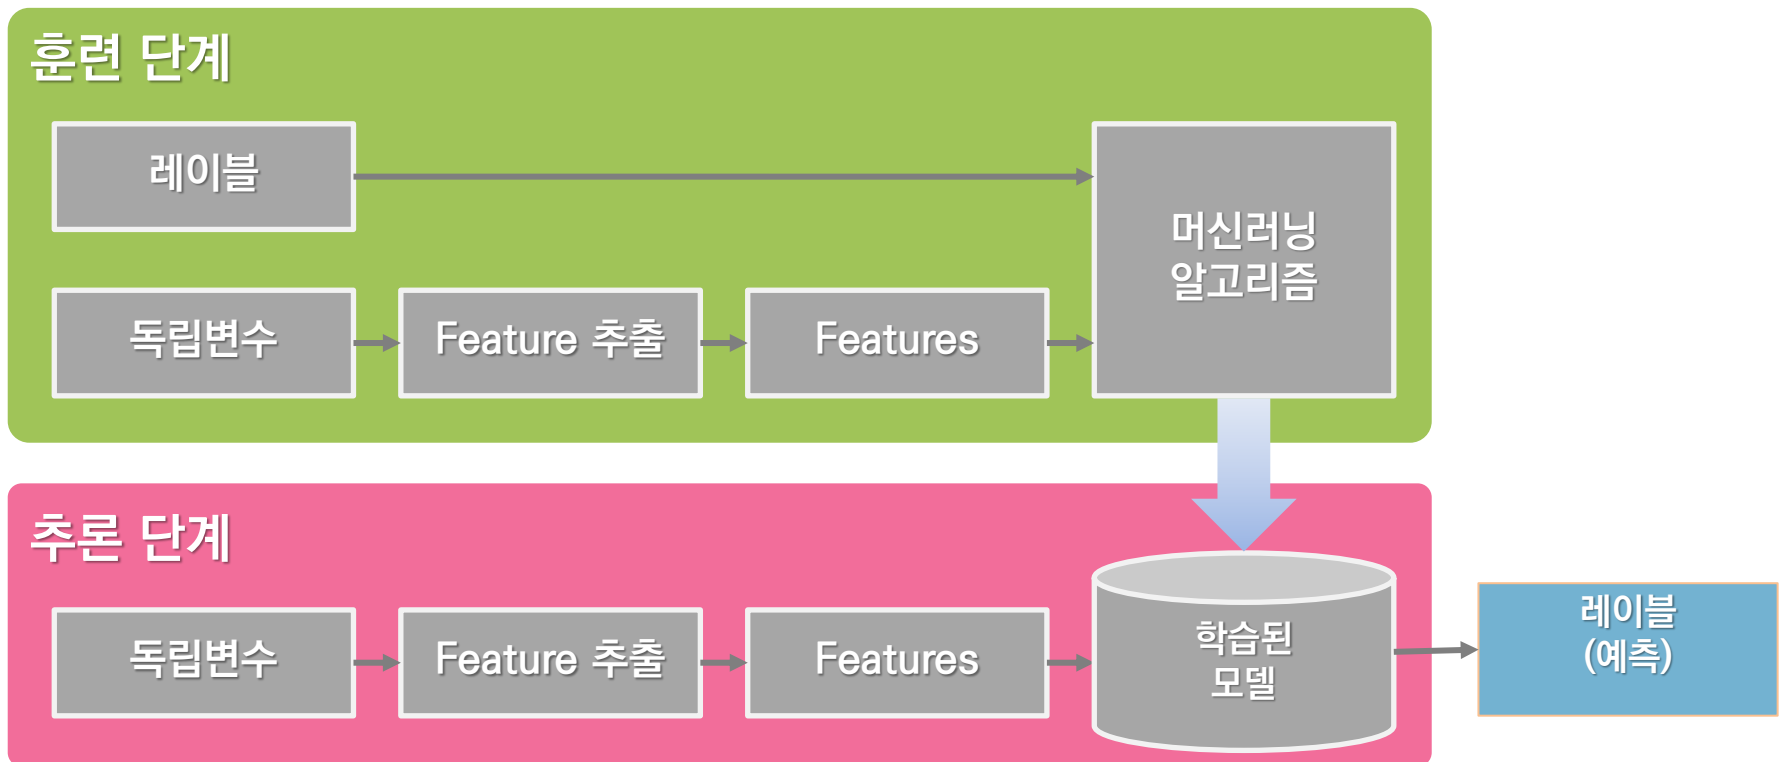 훈련 단계
레이블
머신러닝
알고리즘
독립변수
Feature 추출
Features
추론 단계
독립변수
Feature 추출
Features
학습된
모델
레이블
(예측)